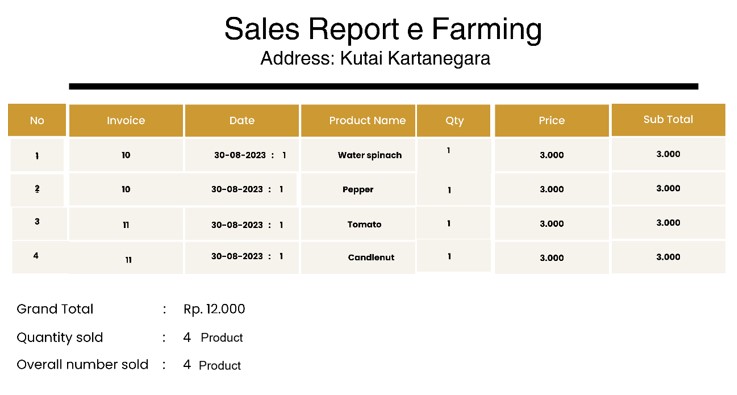 Sales Report e Farming
Address: Kutai Kartanegara
No Invoice Date Product Name Qty Price Sub Total
1 10 30-08-2023 : 1 Water spinach 1 3.000 3.000
2 10 30-08-2023 : 1 Pepper 1 3.000 3.000
3 11 30-08-2023 : 1 Tomato 1 3.000 3.000
4 11 30-08-2023 : 1 Candlenut 1 3.000 3.000
Grand Total : Rp. 12.000
Quantity sold : 4 Product
Overall number sold : 4 Product